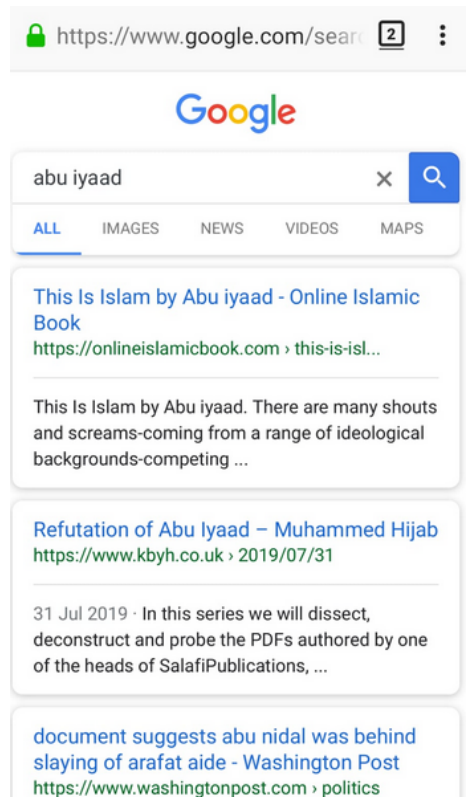 https://www.google.com/sear
2
Google
abu iyaad
ALL IMAGES NEWS VIDEOS MAPS
This Is Islam by Abu iyaad - Online Islamic
Book
https://onlineislamicbook.com › this-is-isl...
This Is Islam by Abu iyaad. There are many shouts
and screams-coming from a range of ideological
backgrounds-competing ...
Refutation of Abu Iyaad – Muhammed Hijab
https://www.kbyh.co.uk › 2019/07/31
31 Jul 2019 · In this series we will dissect,
deconstruct and probe the PDFs authored by one
of the heads of SalafiPublications, ...
document suggests abu nidal was behind
slaying of arafat aide - Washington Post
https://www.washingtonpost.com › politics